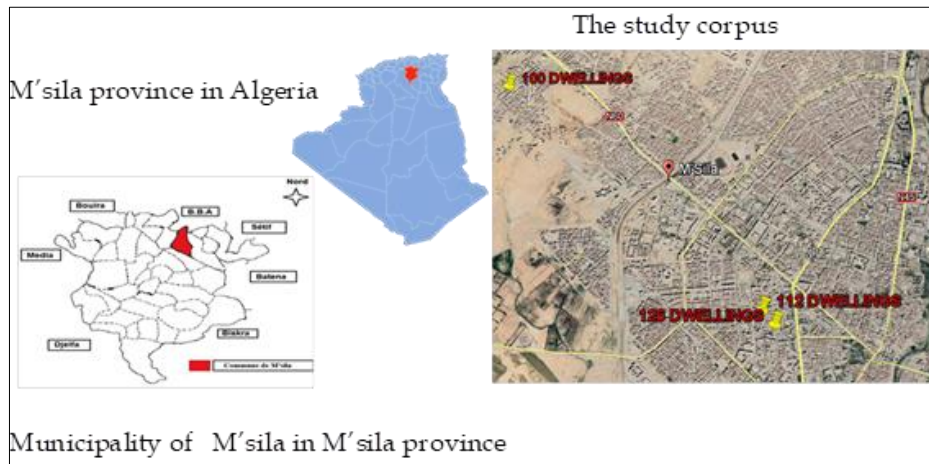 The study corpus
M'sila province in Algeria
100 DWELLINGS
M'Sila
N45
112 DWELLINGS
125 DWELLINGS
Nord
Bouira
B.B.A
Sétif
Media
Batena
Biskra
Djelfa
Commune de M'sila
Municipality of M'sila in M'sila province